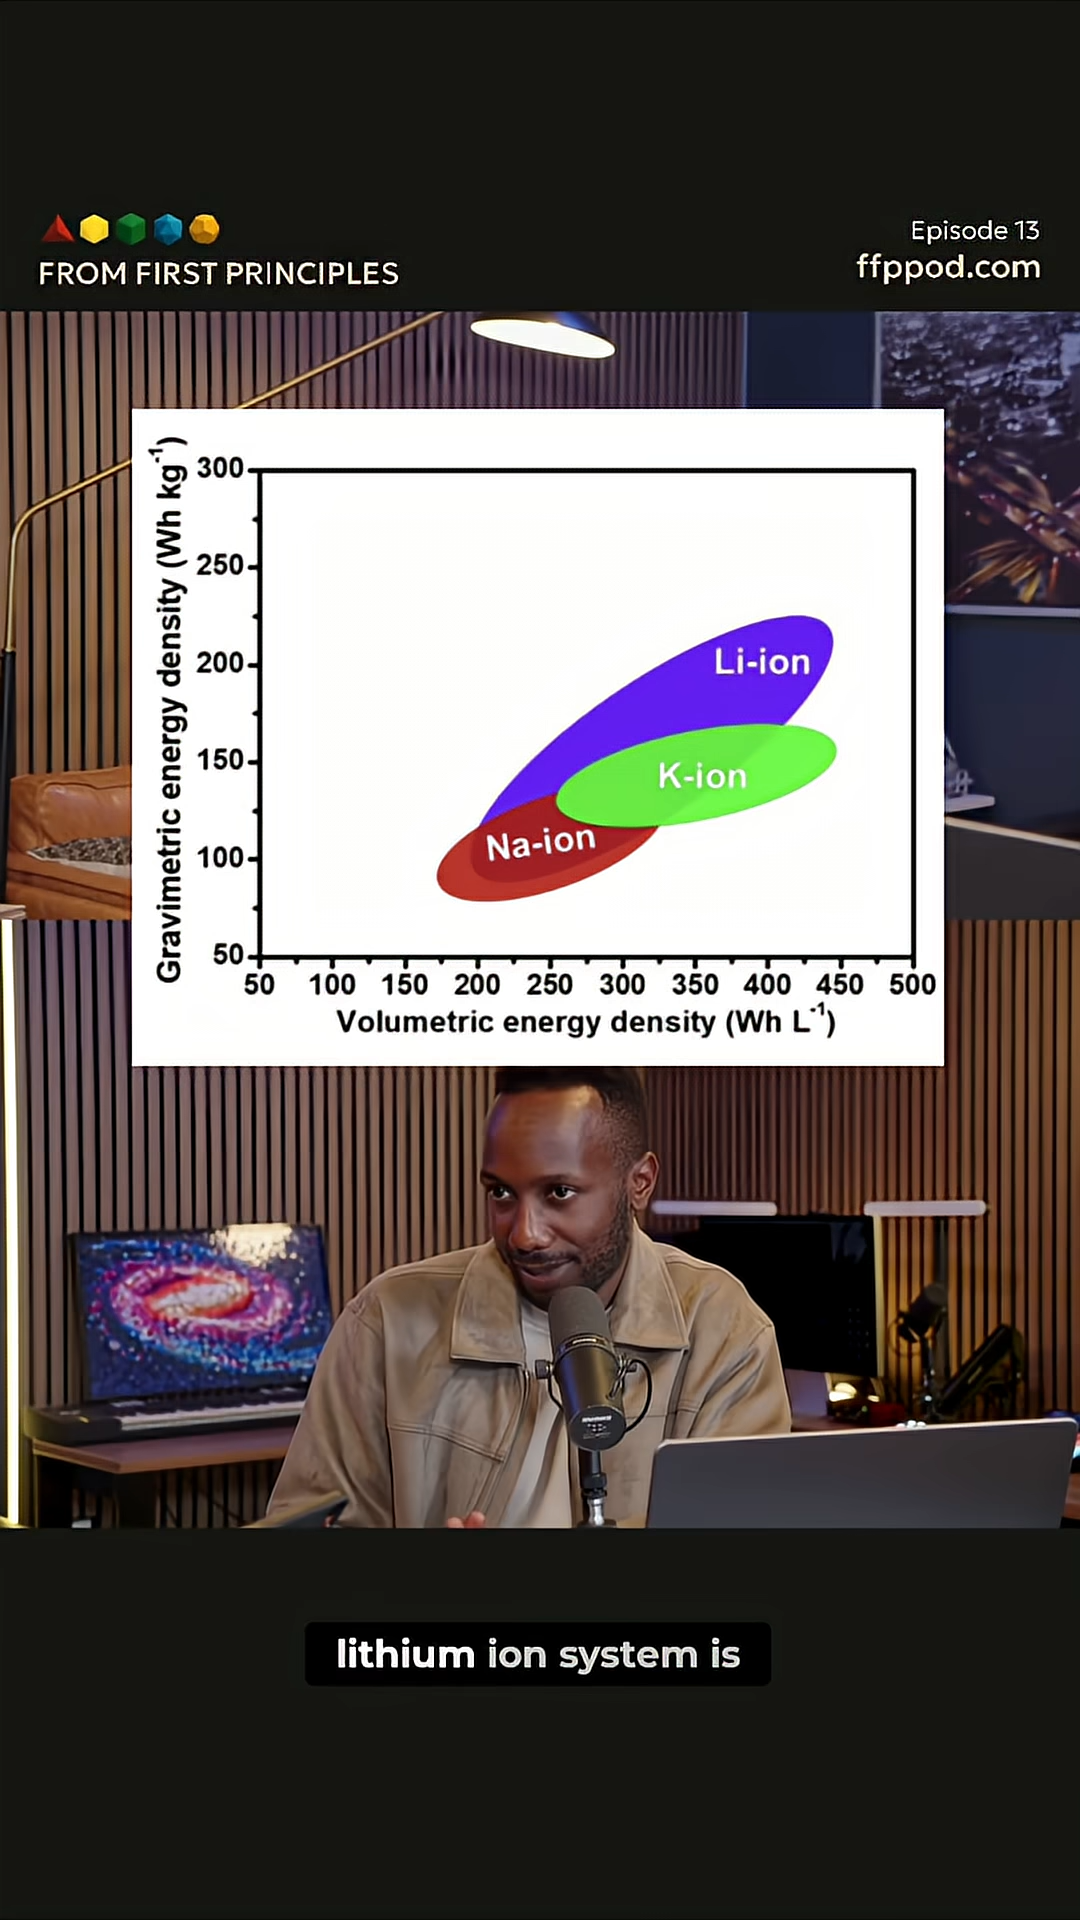 FROM FIRST PRINCIPLES
Episode 13
ffppod.com
Gravimetric energy density (Wh kg⁻¹)
300
250
200
150
100
50
Li-ion
K-ion
Na-ion
50 100 150 200 250 300 350 400 450 500
Volumetric energy density (Wh L⁻¹)
lithium ion system is